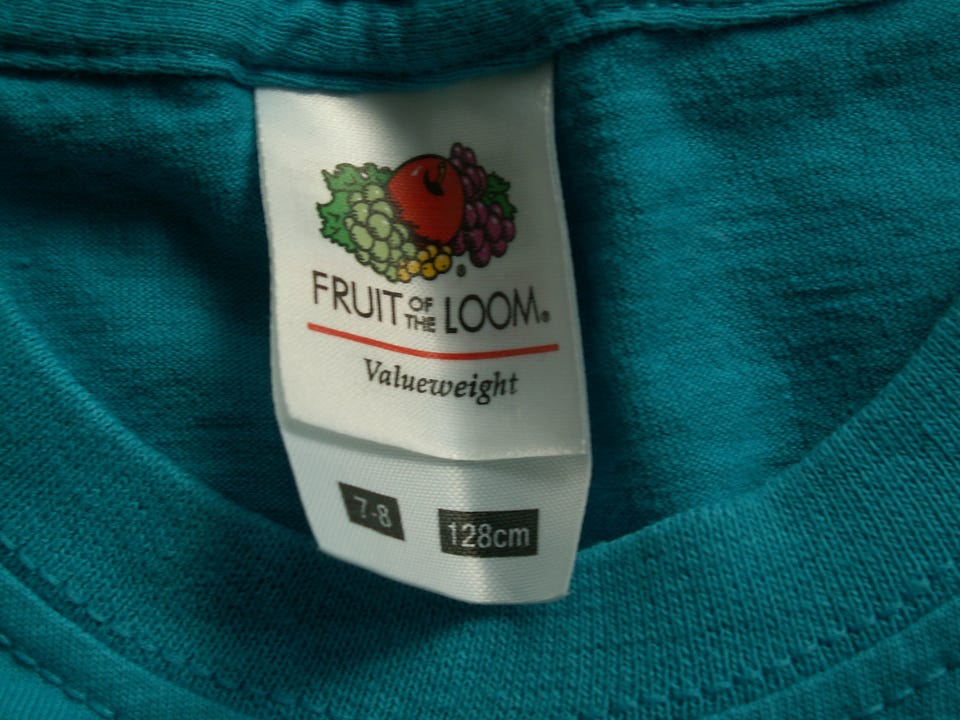 FRUIT OF THE LOOM®
Valueweight
7-8 128cm